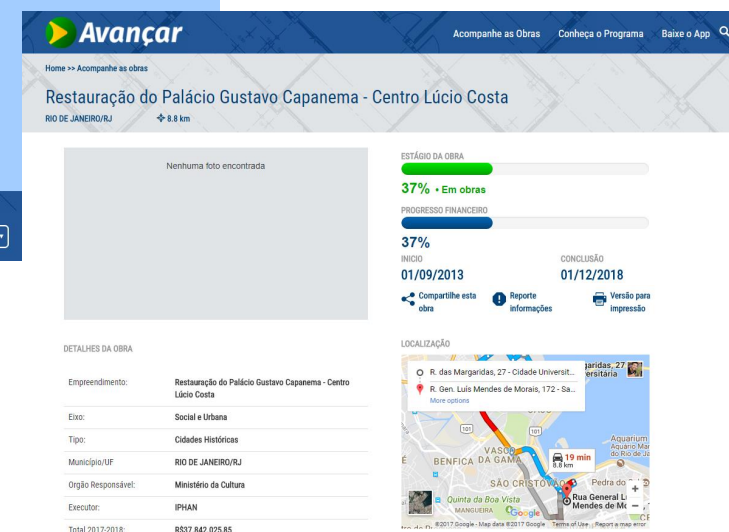 Avançar
Acompanhe as Obras Conheça o Programa Baixe o App
Home >> Acompanhe as obras
Restauração do Palácio Gustavo Capanema - Centro Lúcio Costa
RIO DE JANEIRO/RJ 8.8 km
Nenhuma foto encontrada
ESTÁGIO DA OBRA
37% • Em obras
PROGRESSO FINANCEIRO
37%
INICIO CONCLUSÃO
01/09/2013 01/12/2018
Compartilhe esta obra
Reporte informações
Versão para impressão
DETALHES DA OBRA
Empreendimento: Restauração do Palácio Gustavo Capanema - Centro
Lúcio Costa
Eixo: Social e Urbana
Tipo: Cidades Históricas
Município/UF RIO DE JANEIRO/RJ
Orgão Responsável: Ministério da Cultura
Executor: IPHAN
Total 2017-2018: R$37.842.025,85
LOCALIZAÇÃO
R. das Margaridas, 27 - Cidade Universit...
R. Gen. Luís Mendes de Morais, 172 - Sa...
More options
101
101
VASCO
DA GAMA
BENFICA
19 min
8.8 km
SÃO CRISTÓVÃO
Quinta da Boa Vista
MANGUEIRA
Google
Rua General L
Mendes de Mo
©2017 Google - Map data ©2017 Google Terms of Use Report a map error